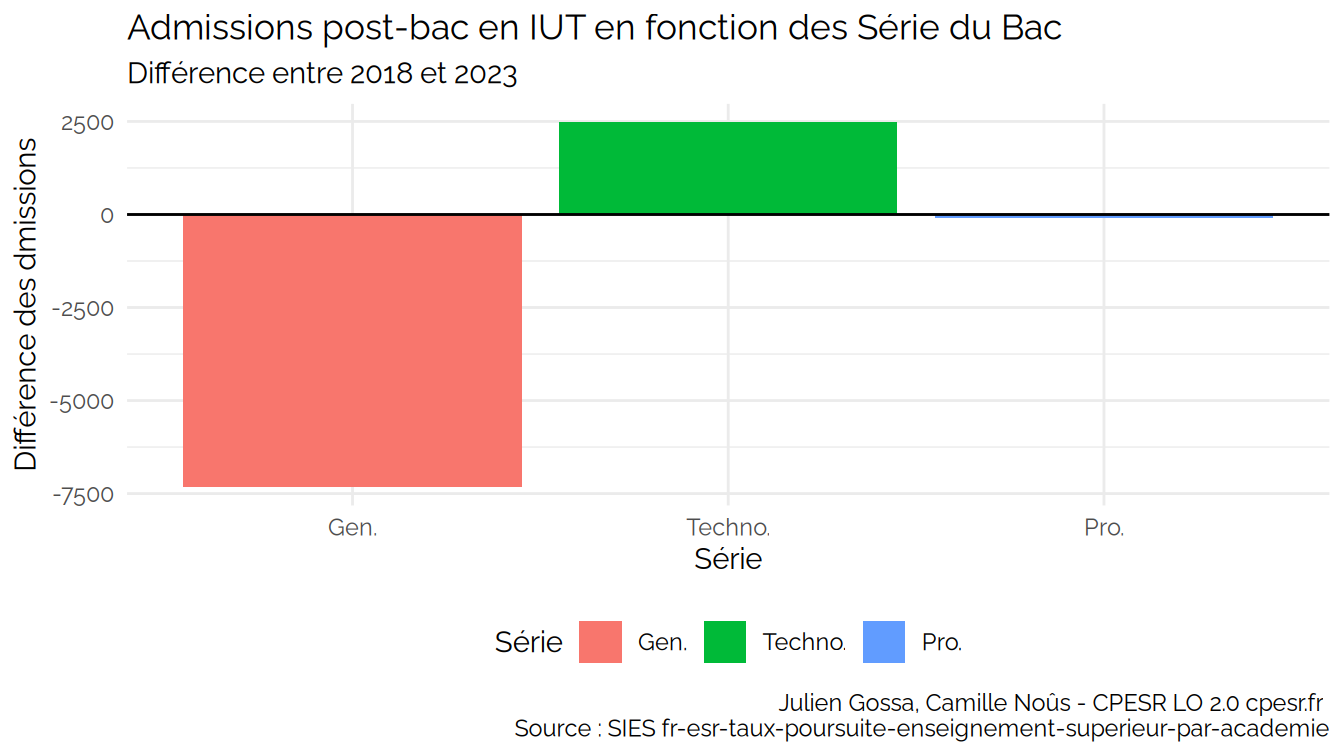 Admissions post-bac en IUT en fonction des Série du Bac
Différence entre 2018 et 2023
Différence des dmissions
2500
0
-2500
-5000
-7500
Gen.
Techno.
Pro.
Série
Série
Gen.
Techno.
Pro.
Julien Gossa, Camille Noûs - CPESR LO 2.0 cpesr.fr
Source : SIES fr-esr-taux-poursuite-enseignement-superieur-par-academie